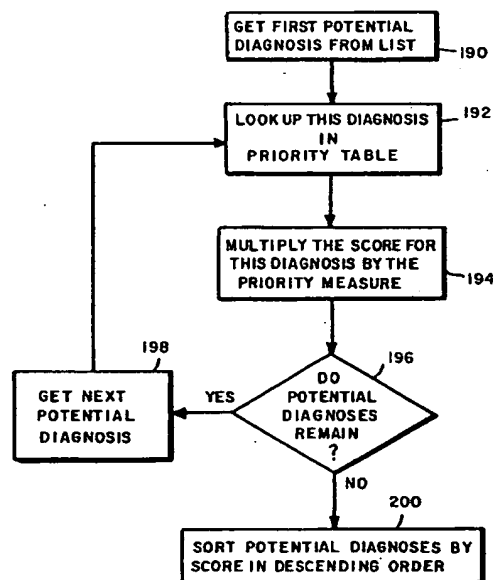 GET FIRST POTENTIAL
DIAGNOSIS FROM LIST
190
LOOK UP THIS DIAGNOSIS
IN
PRIORITY TABLE
192
MULTIPLY THE SCORE FOR
THIS DIAGNOSIS BY THE
PRIORITY MEASURE
194
196
DO
POTENTIAL
DIAGNOSES
REMAIN
?
YES
198
GET NEXT
POTENTIAL
DIAGNOSIS
NO
200
SORT POTENTIAL DIAGNOSES BY
SCORE IN DESCENDING ORDER